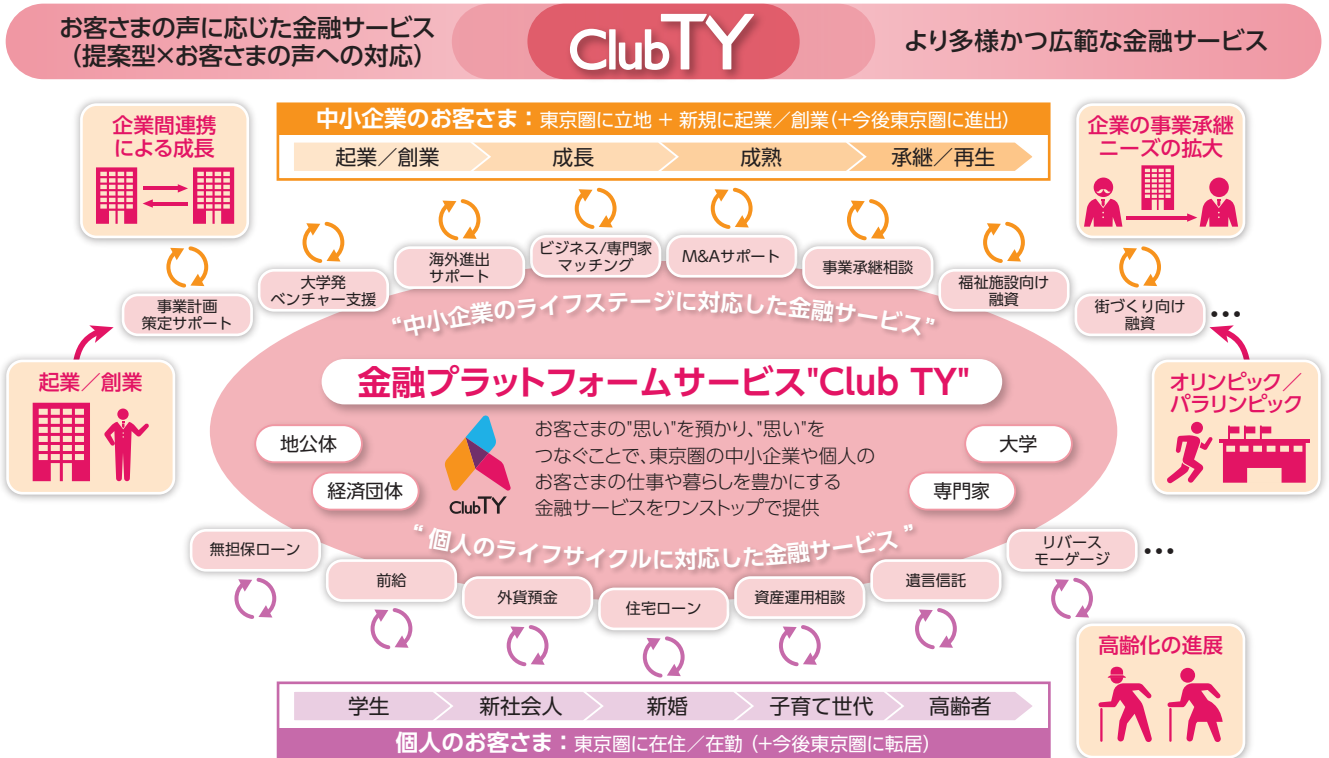 お客さまの声に応じた金融サービス
(提案型×お客さまの声への対応)
ClubTY
より多様かつ広範な金融サービス
中小企業のお客さま：東京圏に立地 + 新規に起業／創業(+今後東京圏に進出)
起業／創業
成長
成熟
承継／再生
企業間連携
による成長
企業の事業承継
ニーズの拡大
事業計画
策定サポート
大学発
ベンチャー支援
海外進出
サポート
ビジネス/専門家
マッチング
M&Aサポート
事業承継相談
福祉施設向け
融資
街づくり向け
融資
•••
"中小企業のライフステージに対応した金融サービス"
起業／創業
オリンピック／
パラリンピック
金融プラットフォームサービス"Club TY"
地公体
経済団体
ClubTY
お客さまの"思い"を預かり、"思い"を
つなぐことで、東京圏の中小企業や個人の
お客さまの仕事や暮らしを豊かにする
金融サービスをワンストップで提供
大学
専門家
"個人のライフサイクルに対応した金融サービス"
無担保ローン
前給
外貨預金
住宅ローン
資産運用相談
遺言信託
リバース
モーゲージ
•••
高齢化の進展
学生
新社会人
新婚
子育て世代
高齢者
個人のお客さま：東京圏に在住／在勤 (+今後東京圏に転居)